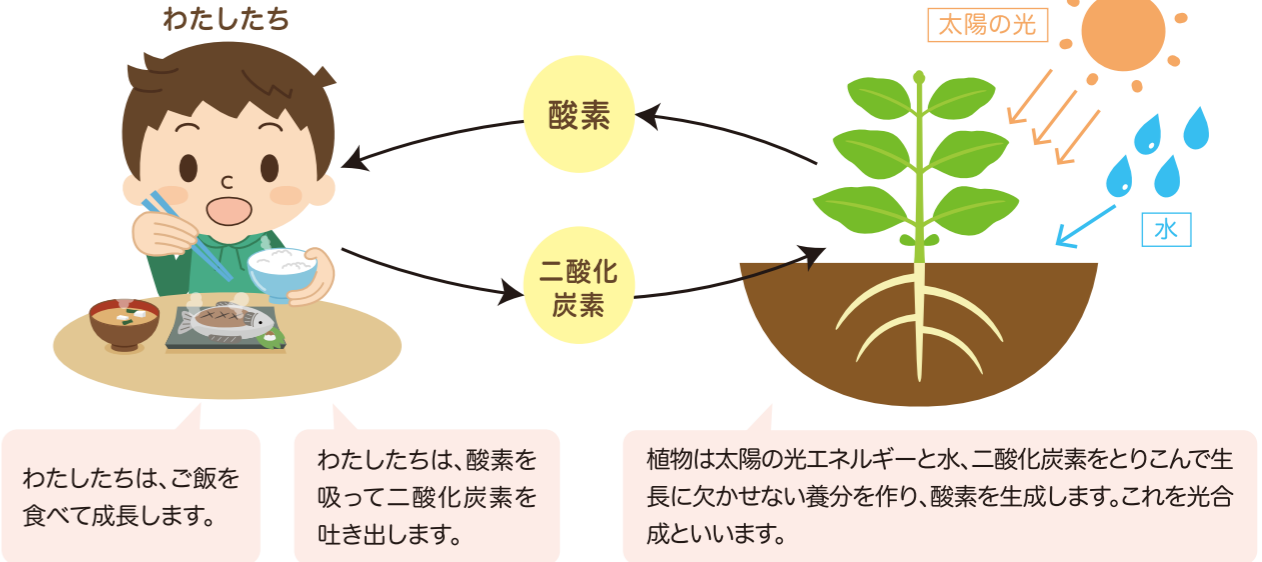 わたしたち
太陽の光
酸素
水
二酸化
炭素
わたしたちは、ご飯を
食べて成長します。
わたしたちは、酸素を
吸って二酸化炭素を
吐き出します。
植物は太陽の光エネルギーと水、二酸化炭素をとりこんで生
長に欠かせない養分を作り、酸素を生成します。これを光合
成といいます。